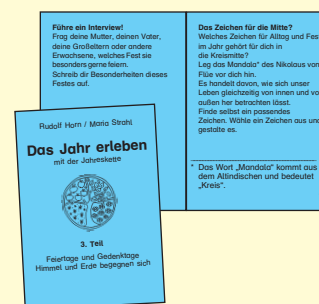 Führe ein Interview!
Frag deine Mutter, deinen Vater,
deine Großeltern oder andere
Erwachsene, welches Fest sie
besonders gerne feiern.
Schreib dir Besonderheiten dieses
Festes auf.
Das Zeichen für die Mitte?
Welches Zeichen für Alltag und Fes
im Jahr gehört für dich in
die Kreismitte?
Leg das Mandala* des Nikolaus von
Flüe vor dich hin.
Es handelt davon, wie sich unser
Leben gleichzeitig von innen und vo
außen her betrachten lässt.
Finde selbst ein passendes
Zeichen. Wähle ein Zeichen aus und
gestalte es.
* Das Wort „Mandala" kommt aus
dem Altindischen und bedeutet
„Kreis".
Rudolf Horn / Maria Strahl
Das Jahr erleben
mit der Jahreskette
3. Teil
Feiertage und Gedenktage
Himmel und Erde begegnen sich